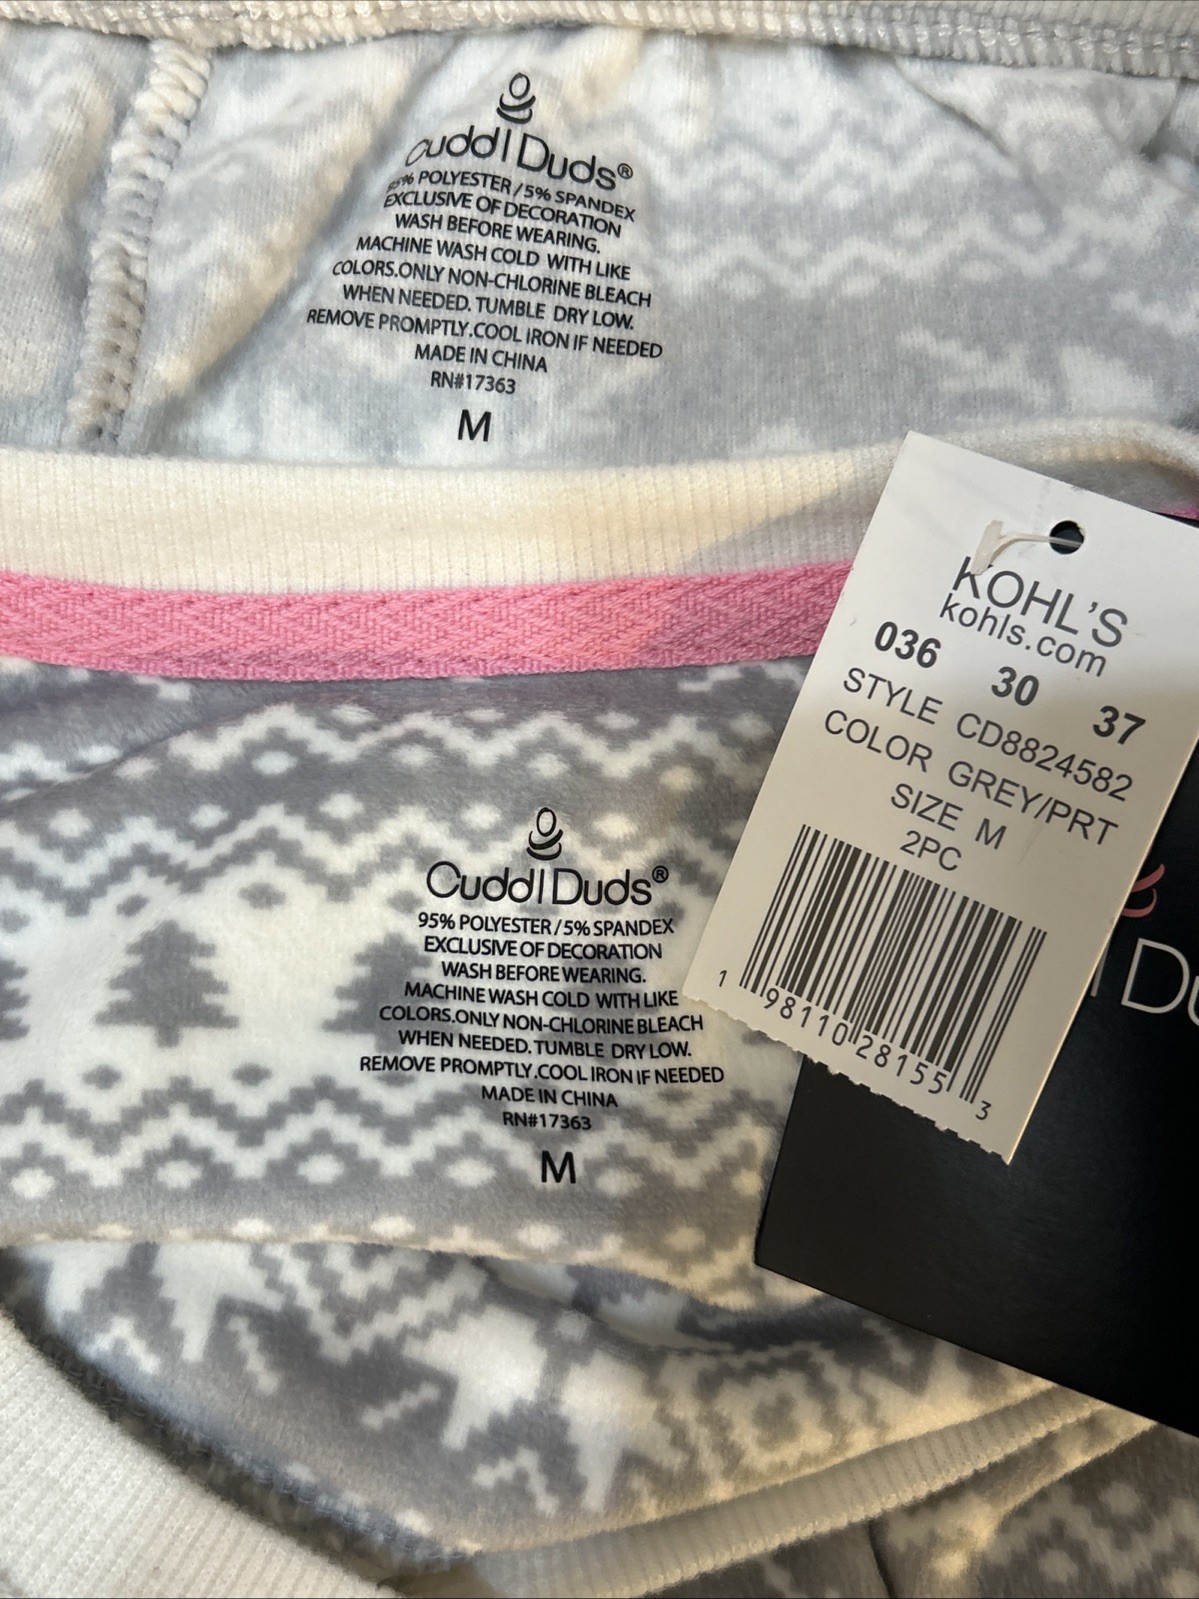 Cuddl Duds®
95% POLYESTER / 5% SPANDEX
EXCLUSIVE OF DECORATION
WASH BEFORE WEARING.
MACHINE WASH COLD WITH LIKE
COLORS.ONLY NON-CHLORINE BLEACH
WHEN NEEDED. TUMBLE DRY LOW.
REMOVE PROMPTLY.COOL IRON IF NEEDED
MADE IN CHINA
RN#17363
M
KOHL'S
kohls.com
036 30 37
STYLE CD8824582
COLOR GREY/PRT
SIZE M
2PC
1 98110 28155 3
Cuddl Duds®
95% POLYESTER / 5% SPANDEX
EXCLUSIVE OF DECORATION
WASH BEFORE WEARING.
MACHINE WASH COLD WITH LIKE
COLORS.ONLY NON-CHLORINE BLEACH
WHEN NEEDED. TUMBLE DRY LOW.
REMOVE PROMPTLY.COOL IRON IF NEEDED
MADE IN CHINA
RN#17363
M